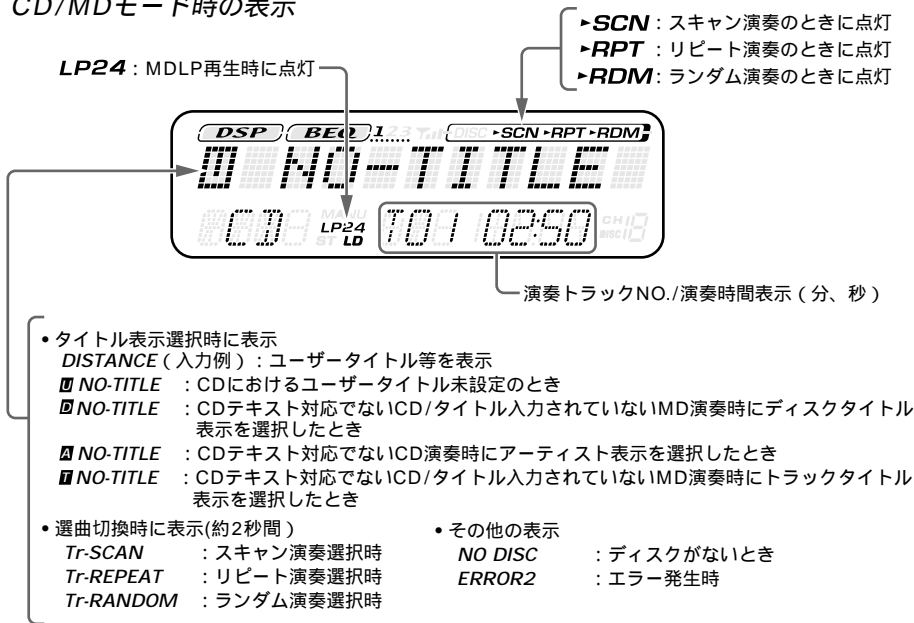 CD/MDモード時の表示
►SCN：スキャン演奏のときに点灯
►RPT：リピート演奏のときに点灯
►RDM：ランダム演奏のときに点灯
LP24：MDLP再生時に点灯
DSP BEQ 123 DISC ►SCN ►RPT ►RDM
U NO-TITLE
CD MANU ST LP24 LD T01 02:50 CH DISC
演奏トラックNO./演奏時間表示（分、秒）
•タイトル表示選択時に表示
DISTANCE（入力例）：ユーザータイトル等を表示
U NO-TITLE ：CDにおけるユーザータイトル未設定のとき
D NO-TITLE ：CDテキスト対応でないCD/タイトル入力されていないMD演奏時にディスクタイトル
表示を選択したとき
A NO-TITLE ：CDテキスト対応でないCD演奏時にアーティスト表示を選択したとき
T NO-TITLE ：CDテキスト対応でないCD/タイトル入力されていないMD演奏時にトラックタイトル
表示を選択したとき
•選曲切換時に表示(約2秒間）
Tr-SCAN ：スキャン演奏選択時
Tr-REPEAT ：リピート演奏選択時
Tr-RANDOM ：ランダム演奏選択時
•その他の表示
NO DISC ：ディスクがないとき
ERROR2 ：エラー発生時